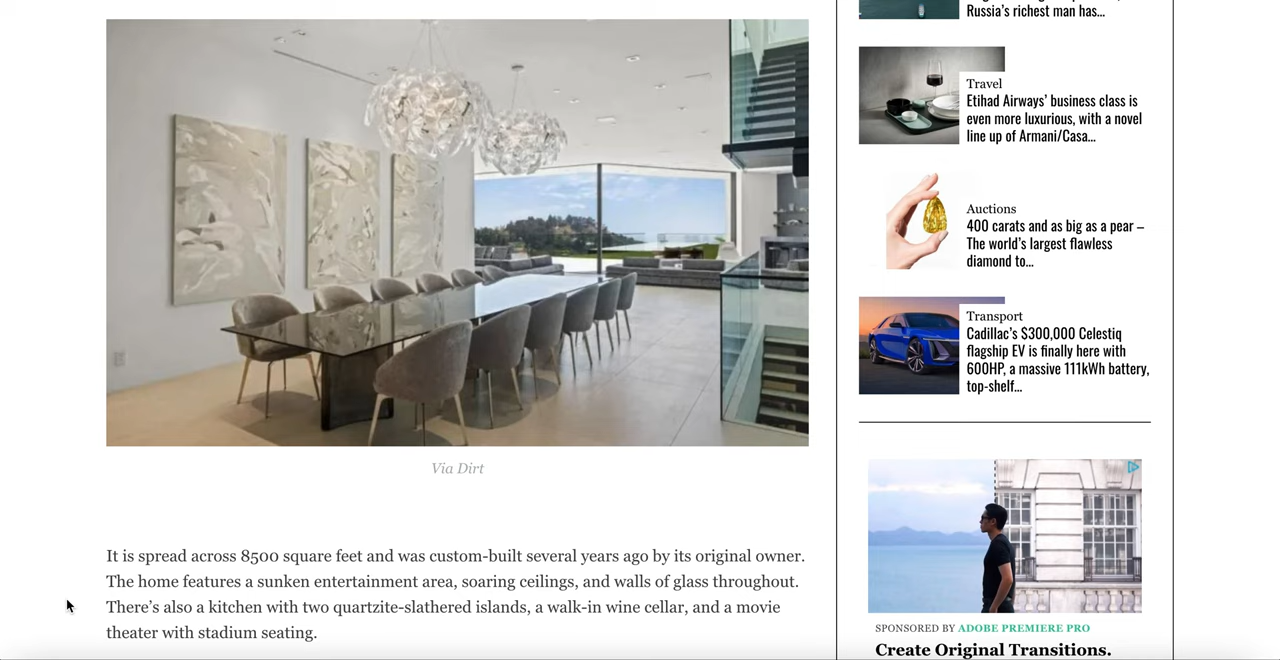 Via Dirt
It is spread across 8500 square feet and was custom-built several years ago by its original owner.
The home features a sunken entertainment area, soaring ceilings, and walls of glass throughout.
There’s also a kitchen with two quartzite-slathered islands, a walk-in wine cellar, and a movie
theater with stadium seating.
Russia’s richest man has...
Travel
Etihad Airways’ business class is
even more luxurious, with a novel
line up of Armani/Casa...
Auctions
400 carats and as big as a pear –
The world’s largest flawless
diamond to...
Transport
Cadillac’s $300,000 Celestiq
flagship EV is finally here with
600HP, a massive 111kWh battery,
top-shelf...
SPONSORED BY ADOBE PREMIERE PRO
Create Original Transitions.